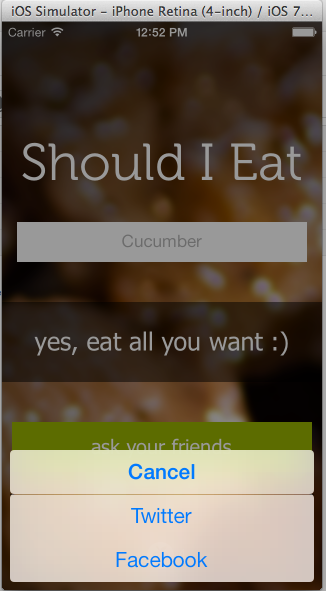 iOS Simulator - iPhone Retina (4-inch) / iOS 7...
Carrier 12:52 PM
Should I Eat
Cucumber
yes, eat all you want :)
ask your friends
Cancel
Twitter
Facebook